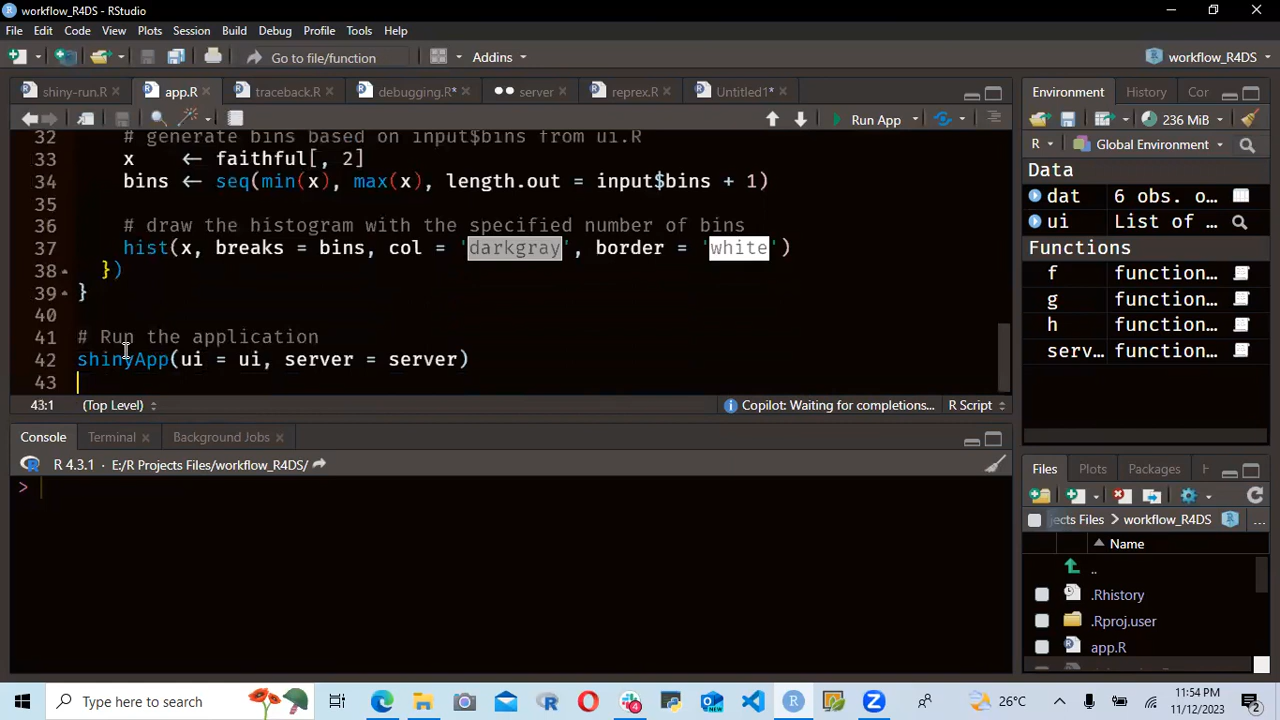 workflow_R4DS - RStudio
File Edit Code View Plots Session Build Debug Profile Tools Help
Go to file/function Addins workflow_R4DS
shiny-run.R app.R traceback.R debugging.R* server reprex.R Untitled1*
Run App
32 # generate bins based on input$bins from ui.R
33 x ← faithful[, 2]
34 bins ← seq(min(x), max(x), length.out = input$bins + 1)
35
36 # draw the histogram with the specified number of bins
37 hist(x, breaks = bins, col = 'darkgray', border = 'white')
38 })
39 }
40
41 # Run the application
42 shinyApp(ui = ui, server = server)
43
43:1 (Top Level) Copilot: Waiting for completions... R Script
Console Terminal Background Jobs
R 4.3.1 · E:/R Projects Files/workflow_R4DS/
>
Environment History Cor
236 MiB
R Global Environment
Data
dat 6 obs. o...
ui List of
Functions
f function...
g function...
h function...
serv... function...
Files Plots Packages
jects Files workflow_R4DS ...
Name
..
.Rhistory
.Rproj.user
app.R
Type here to search
4
26°C
11:54 PM
11/12/2023
2